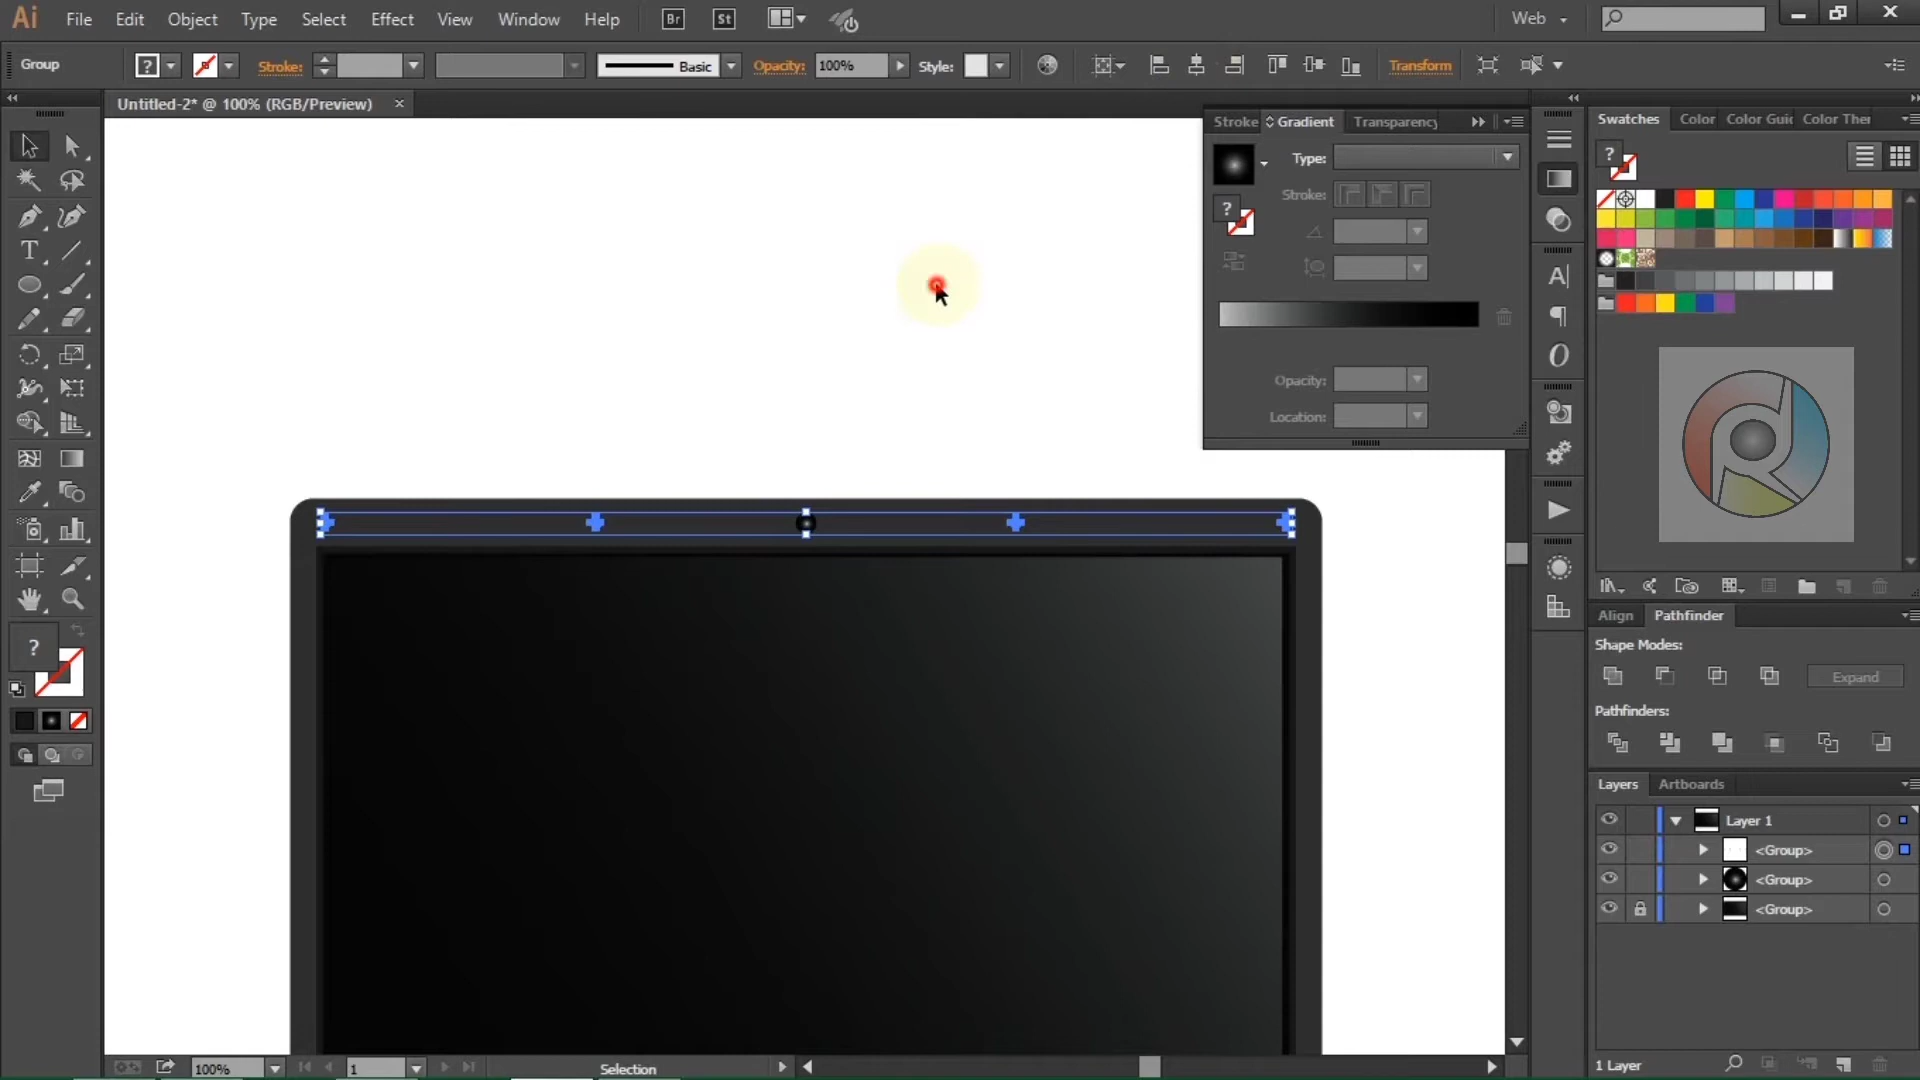 Ai File Edit Object Type Select Effect View Window Help Br St Web
Group ? Stroke: Basic Opacity: 100% Style: Transform
Untitled-2* @ 100% (RGB/Preview) ×
Stroke Gradient Transparency
Type:
Stroke:
?
Opacity:
Location:
Swatches Color Color Guid Color Ther
?
Align Pathfinder
Shape Modes:
Expand
Pathfinders:
Layers Artboards
Layer 1
<Group>
<Group>
<Group>
1 Layer
?
100% 1 Selection